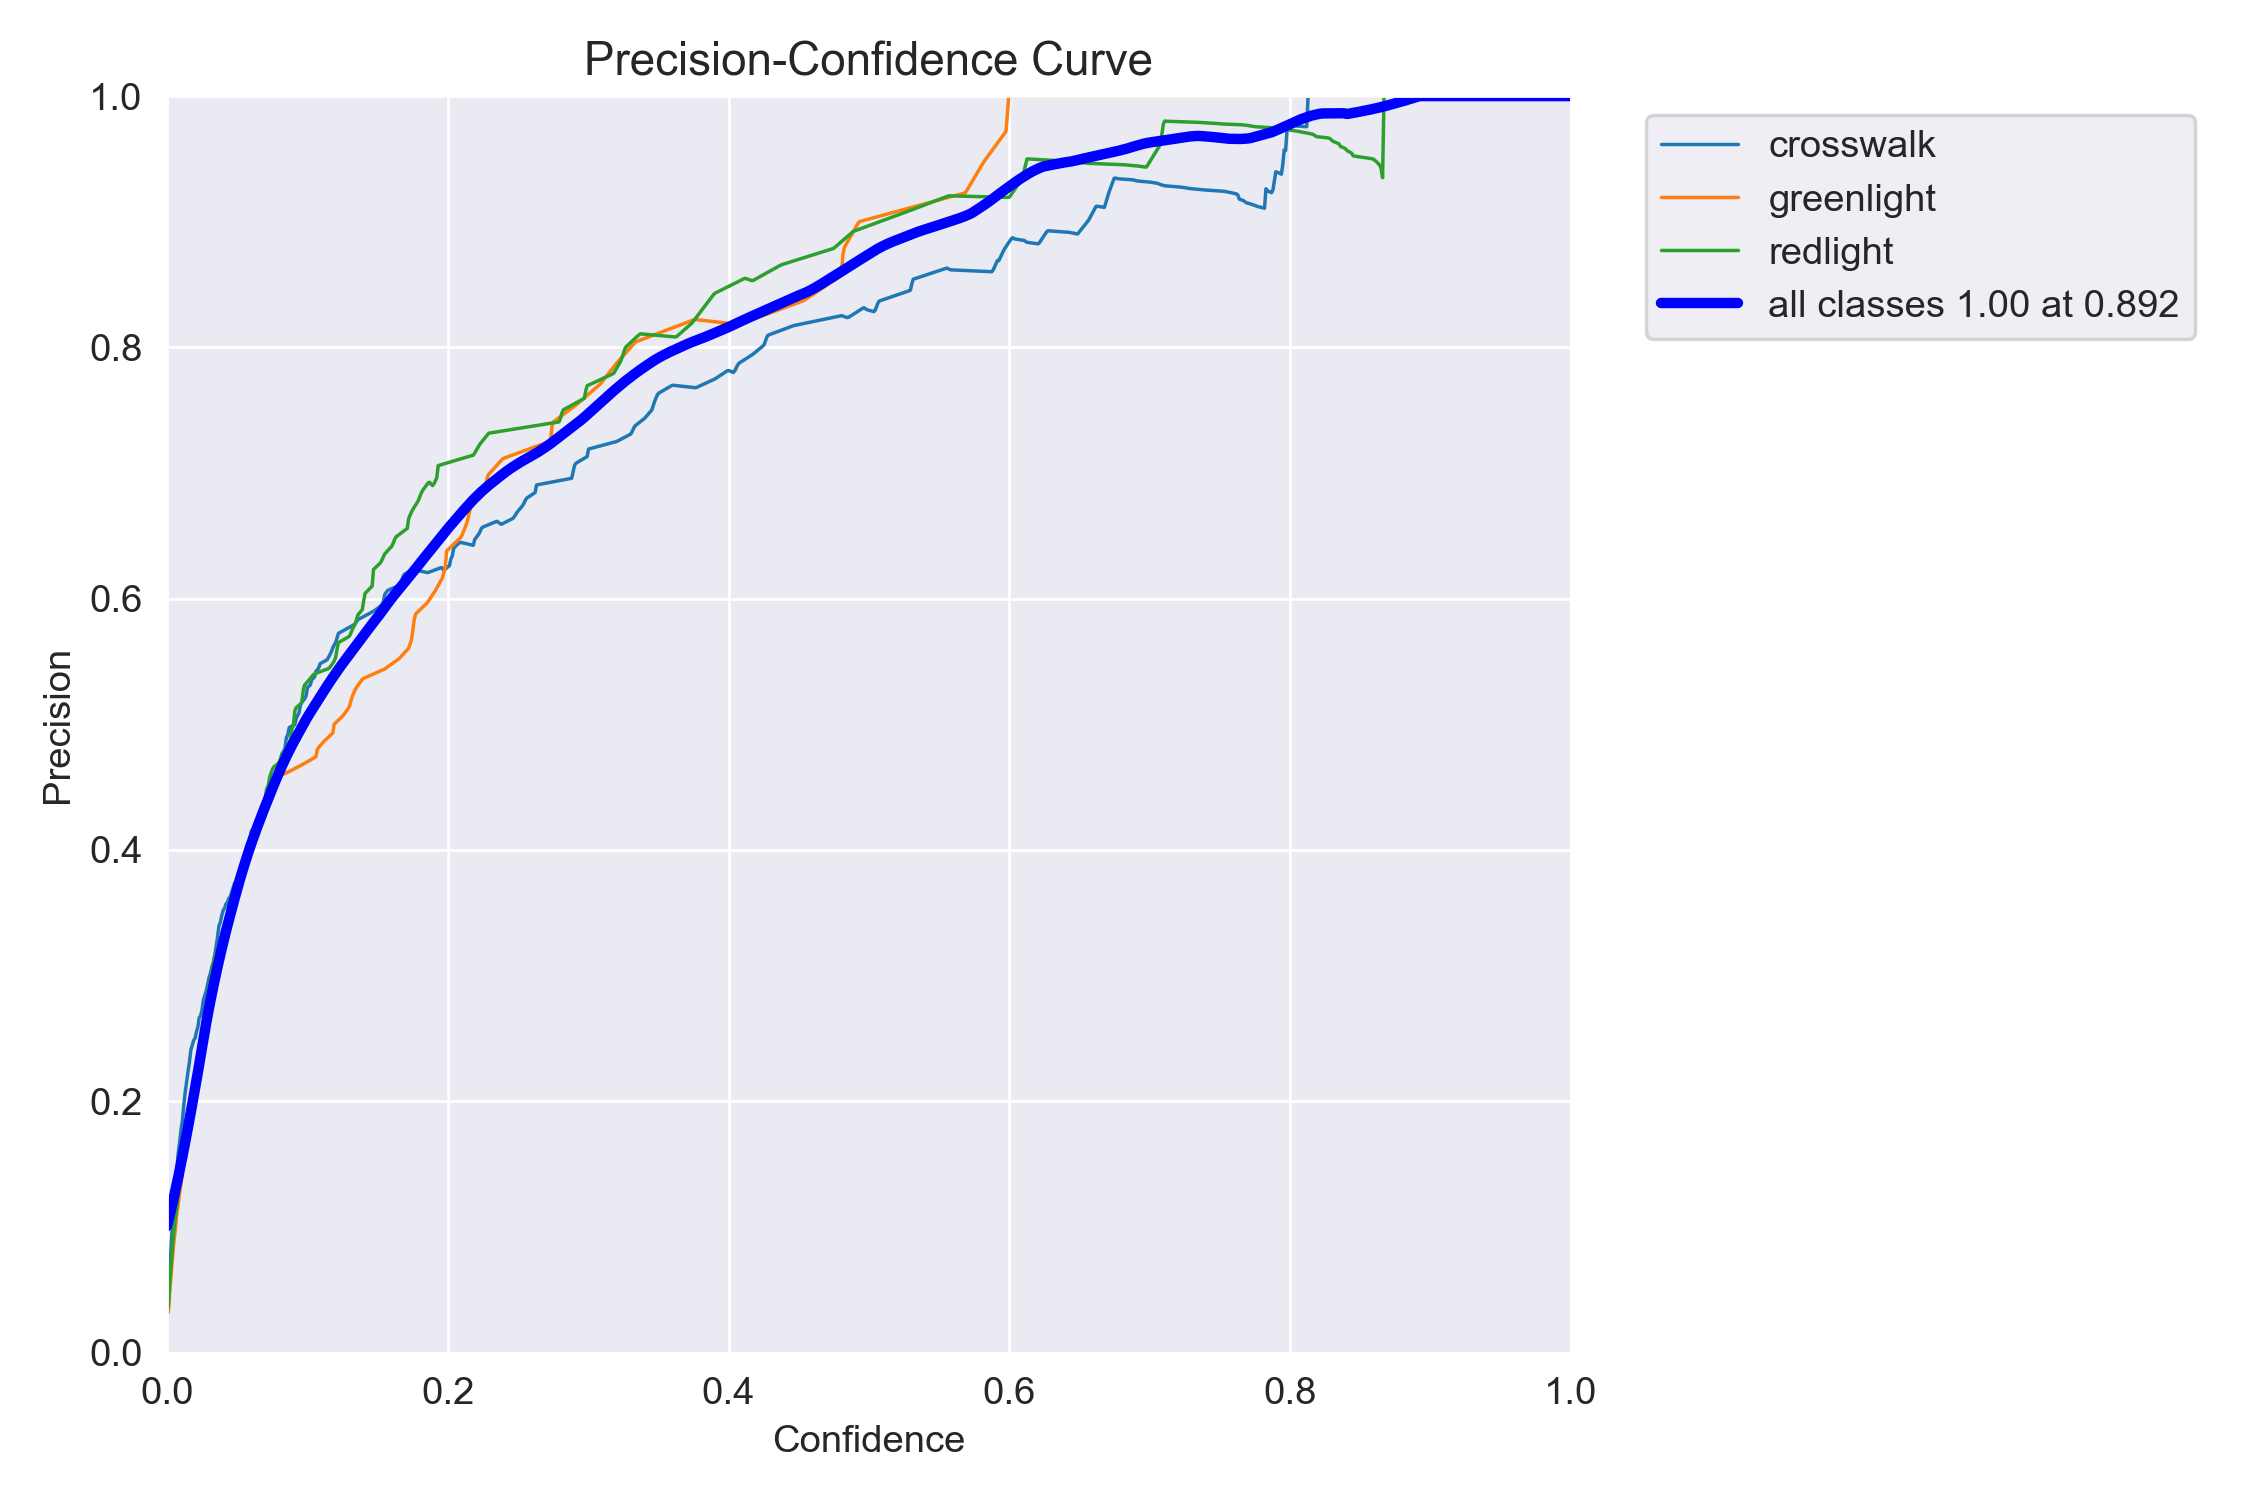 Precision-Confidence Curve
1.0
0.8
0.6
0.4
0.2
0.0
Precision
0.0 0.2 0.4 0.6 0.8 1.0
Confidence
crosswalk
greenlight
redlight
all classes 1.00 at 0.892